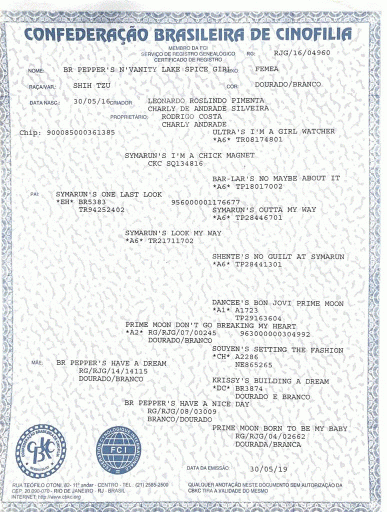 CONFEDERAÇÃO BRASILEIRA DE CINOFILIA
MEMBRO DA FCI
SERVIÇO DE REGISTRO GENEALÓGICO
CERTIFICADO DE REGISTRO
RG: RJG/16/04960
NOME: BR PEPPER'S N'VANITY LAKE SPICE GIRL SEXO FEMEA
RAÇA/VAR.: SHIH TZU COR: DOURADO/BRANCO
DATA NASC.: 30/05/16 CRIADOR LEONARDO ROSLINDO PIMENTA
CHARLY DE ANDRADE SILVEIRA
PROPRIETÁRIO: RODRIGO COSTA
CHARLY ANDRADE
Chip: 900085000361385
ULTRA'S I'M A GIRL WATCHER
*A6* TR08174801
SYMARUN'S I'M A CHICK MAGNET
CKC SQ134816
BAR-LAR'S NO MAYBE ABOUT IT
*A6* TP18017002
PAI: SYMARUN'S ONE LAST LOOK
*EH* BR5383 956000001176677
TR94252402
SYMARUN'S OUTTA MY WAY
*A6* TP28446701
SYMARUN'S LOOK MY WAY
*A6* TR21711702
SHENTE'S NO GUILT AT SYMARUN
*A6* TP28441301
DANCEE'S BON JOVI PRIME MOON
*A1* A1723
TP29163604
PRIME MOON DON'T GO BREAKING MY HEART
*A2* RG/RJG/07/00245 963000000304992
DOURADO/BRANCO
SOUYEN'S SETTING THE FASHION
*CH* A2286
NE865265
MÃE: BR PEPPER'S HAVE A DREAM
RG/RJG/14/14115
DOURADO/BRANCO
KRISSY'S BUILDING A DREAM
*DC* BR3874
DOURADO E BRANCO
BR PEPPER'S HAVE A NICE DAY
RG/RJG/08/03009
BRANCO/DOURADO
PRIME MOON BORN TO BE MY BABY
RG/RJG/04/02662
DOURADA/BRANCA
CBKC
FCI
DATA DA EMISSÃO: 30/05/19
RUA TEOFILO OTONI, 82- 11º andar - CENTRO - TEL
CEP. 20.090-070 - RIO DE JANEIRO - RJ - BRASIL
INTERNET: http://www.cbkc.org
QUALQUER ANOTAÇÃO NESTE DOCUMENTO SEM AUTORIZAÇÃO DA
CBKC TIRA A VALIDADE DO MESMO